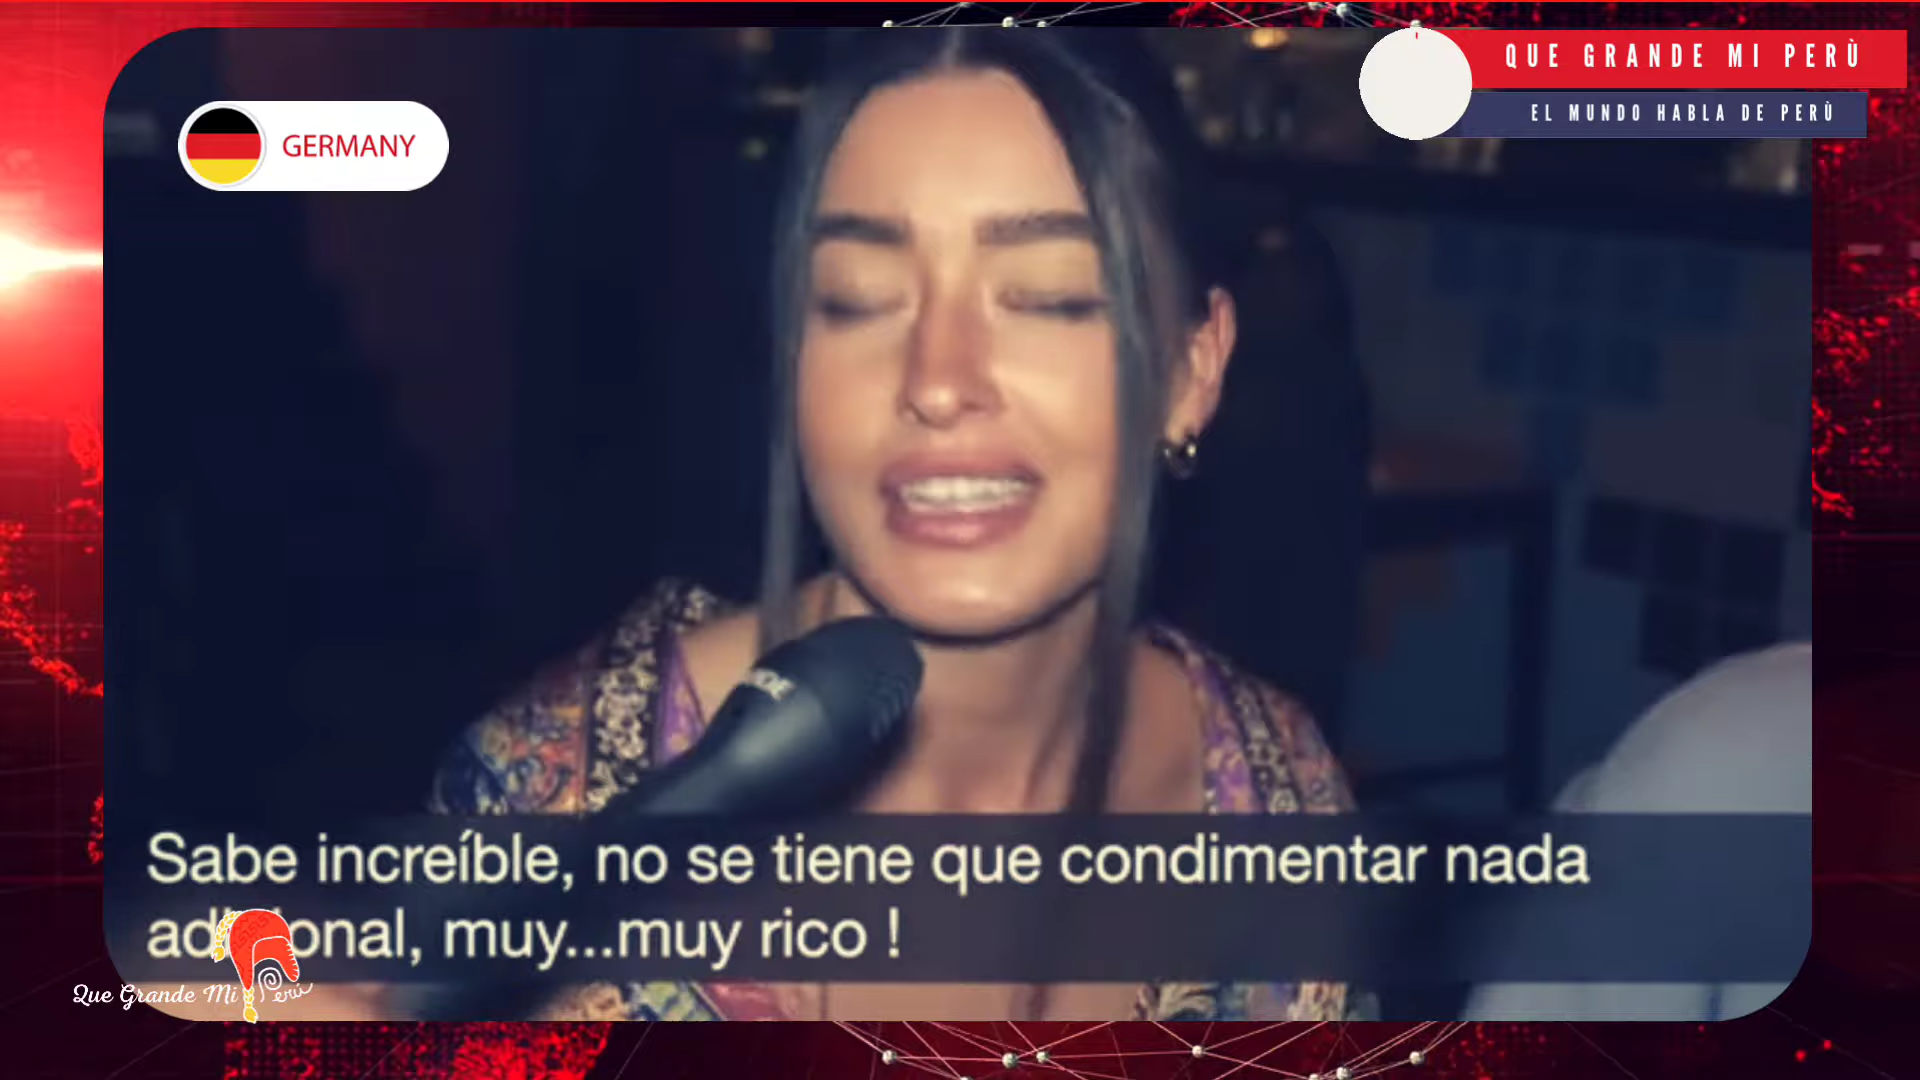 QUE GRANDE MI PERÙ
EL MUNDO HABLA DE PERÙ
GERMANY
Sabe increíble, no se tiene que condimentar nada
muy...muy rico !
Que Grande Mi Perú